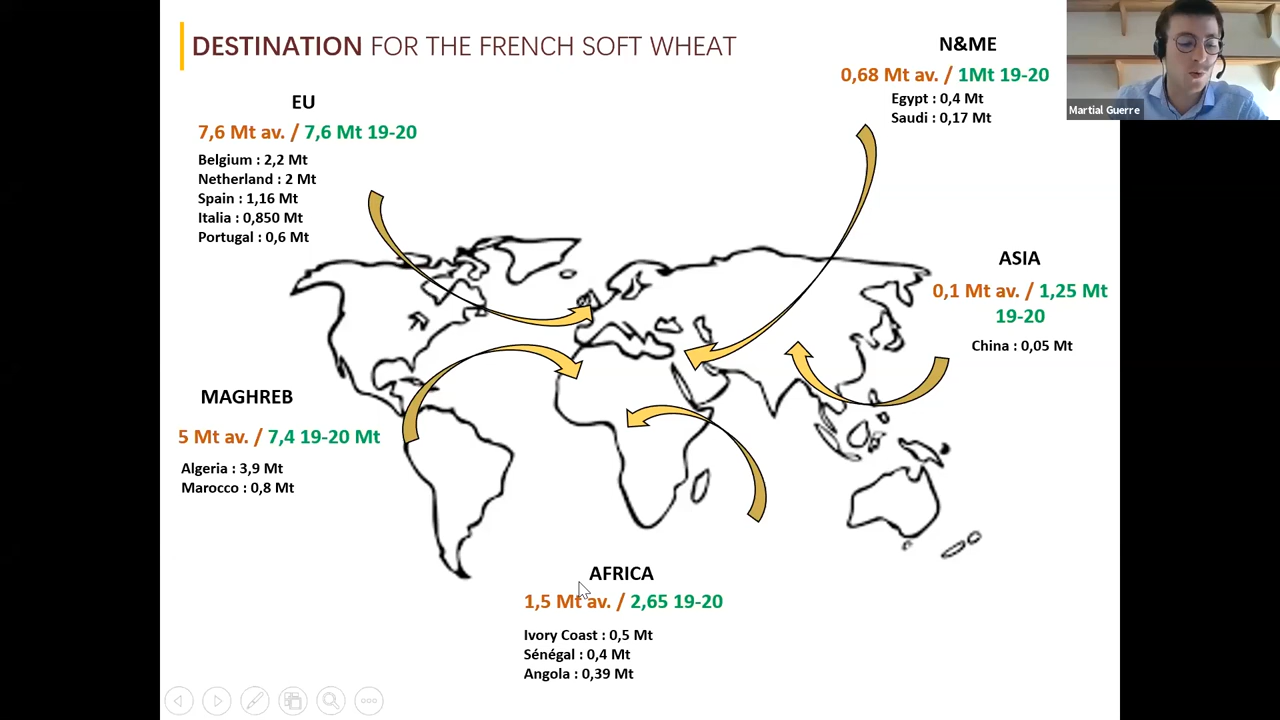 DESTINATION FOR THE FRENCH SOFT WHEAT
N&ME
0,68 Mt av. / 1Mt 19-20
Egypt : 0,4 Mt
Saudi : 0,17 Mt
Martial Guerre
EU
7,6 Mt av. / 7,6 Mt 19-20
Belgium : 2,2 Mt
Netherland : 2 Mt
Spain : 1,16 Mt
Italia : 0,850 Mt
Portugal : 0,6 Mt
ASIA
0,1 Mt av. / 1,25 Mt
19-20
China : 0,05 Mt
MAGHREB
5 Mt av. / 7,4 19-20 Mt
Algeria : 3,9 Mt
Marocco : 0,8 Mt
AFRICA
1,5 Mt av. / 2,65 19-20
Ivory Coast : 0,5 Mt
Sénégal : 0,4 Mt
Angola : 0,39 Mt